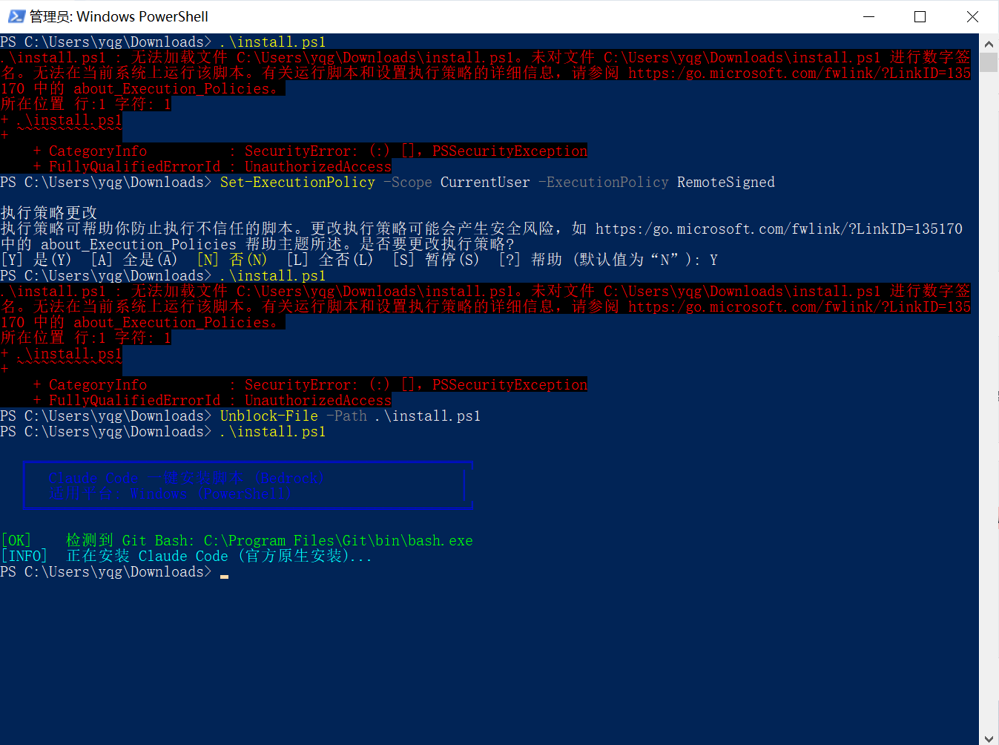 管理员: Windows PowerShell
PS C:\Users\yqg\Downloads> .\install.ps1
.\install.ps1 : 无法加载文件 C:\Users\yqg\Downloads\install.ps1。未对文件 C:\Users\yqg\Downloads\install.ps1 进行数字签
名。无法在当前系统上运行该脚本。有关运行脚本和设置执行策略的详细信息，请参阅 https:/go.microsoft.com/fwlink/?LinkID=135
170 中的 about_Execution_Policies。
所在位置 行:1 字符: 1
+ .\install.ps1
+ ~~~~~~~~~~~~~
    + CategoryInfo          : SecurityError: (:) []，PSSecurityException
    + FullyQualifiedErrorId : UnauthorizedAccess
PS C:\Users\yqg\Downloads> Set-ExecutionPolicy -Scope CurrentUser -ExecutionPolicy RemoteSigned
执行策略更改
执行策略可帮助你防止执行不信任的脚本。更改执行策略可能会产生安全风险，如 https:/go.microsoft.com/fwlink/?LinkID=135170
中的 about_Execution_Policies 帮助主题所述。是否要更改执行策略?
[Y] 是(Y)  [A] 全是(A)  [N] 否(N)  [L] 全否(L)  [S] 暂停(S)  [?] 帮助 (默认值为“N”): Y
PS C:\Users\yqg\Downloads> .\install.ps1
.\install.ps1 : 无法加载文件 C:\Users\yqg\Downloads\install.ps1。未对文件 C:\Users\yqg\Downloads\install.ps1 进行数字签
名。无法在当前系统上运行该脚本。有关运行脚本和设置执行策略的详细信息，请参阅 https:/go.microsoft.com/fwlink/?LinkID=135
170 中的 about_Execution_Policies。
所在位置 行:1 字符: 1
+ .\install.ps1
+ ~~~~~~~~~~~~~
    + CategoryInfo          : SecurityError: (:) []，PSSecurityException
    + FullyQualifiedErrorId : UnauthorizedAccess
PS C:\Users\yqg\Downloads> Unblock-File -Path .\install.ps1
PS C:\Users\yqg\Downloads> .\install.ps1
Claude Code 一键安装脚本 (Bedrock)
适用平台: Windows (PowerShell)
[OK]    检测到 Git Bash: C:\Program Files\Git\bin\bash.exe
[INFO]  正在安装 Claude Code (官方原生安装)...
PS C:\Users\yqg\Downloads>